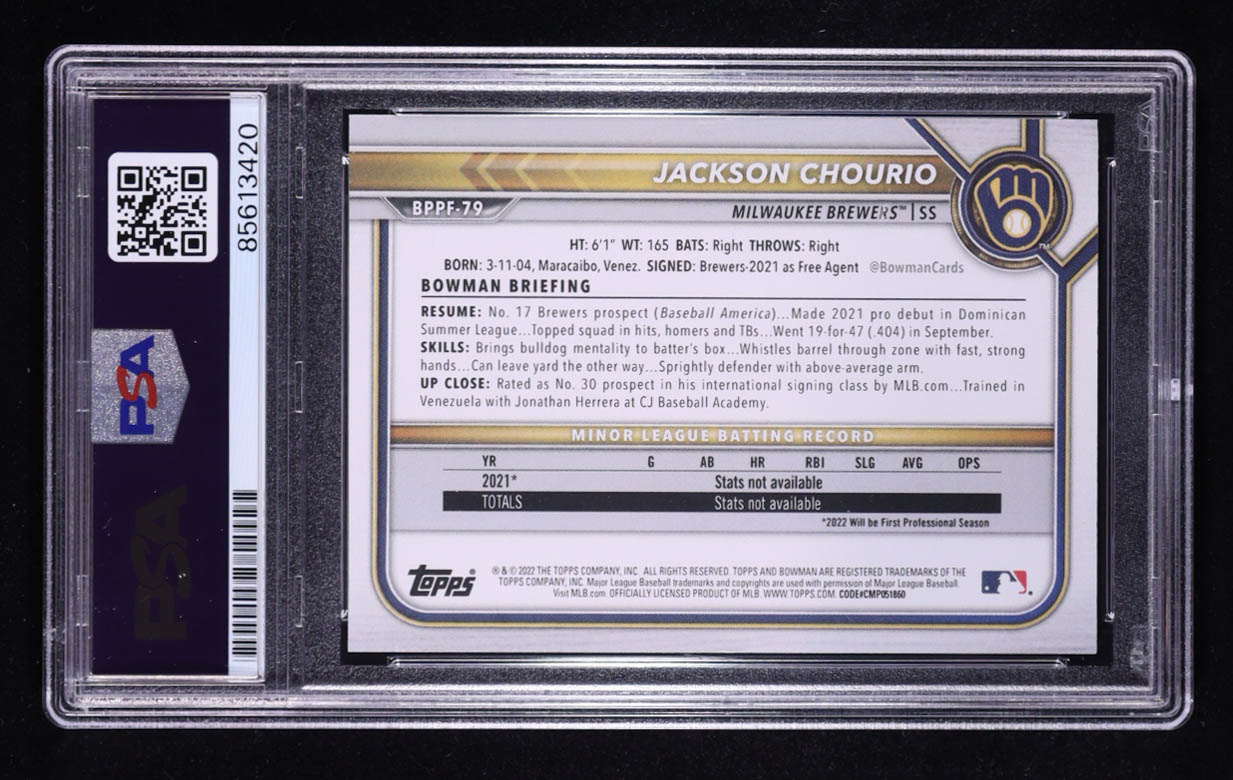 85613420
PSA
PSA
JACKSON CHOURIO
BPPF-79
MILWAUKEE BREWERS™ | SS
HT: 6'1" WT: 165 BATS: Right THROWS: Right
BORN: 3-11-04, Maracaibo, Venez. SIGNED: Brewers-2021 as Free Agent @BowmanCards
BOWMAN BRIEFING
RESUME: No. 17 Brewers prospect (Baseball America)...Made 2021 pro debut in Dominican
Summer League...Topped squad in hits, homers and TBs...Went 19-for-47 (.404) in September.
SKILLS: Brings bulldog mentality to batter's box...Whistles barrel through zone with fast, strong
hands...Can leave yard the other way...Sprightly defender with above-average arm.
UP CLOSE: Rated as No. 30 prospect in his international signing class by MLB.com...Trained in
Venezuela with Jonathan Herrera at CJ Baseball Academy.
MINOR LEAGUE BATTING RECORD
YR G AB HR RBI SLG AVG OPS
2021* Stats not available
TOTALS Stats not available
*2022 Will be First Professional Season
topps®
® & © 2022 THE TOPPS COMPANY, INC. ALL RIGHTS RESERVED. TOPPS AND BOWMAN ARE REGISTERED TRADEMARKS OF THE
TOPPS COMPANY, INC. Major League Baseball trademarks and copyrights are used with permission of Major League Baseball.
Visit MLB.com. OFFICIALLY LICENSED PRODUCT OF MLB. WWW.TOPPS.COM. CODE#CMP051860